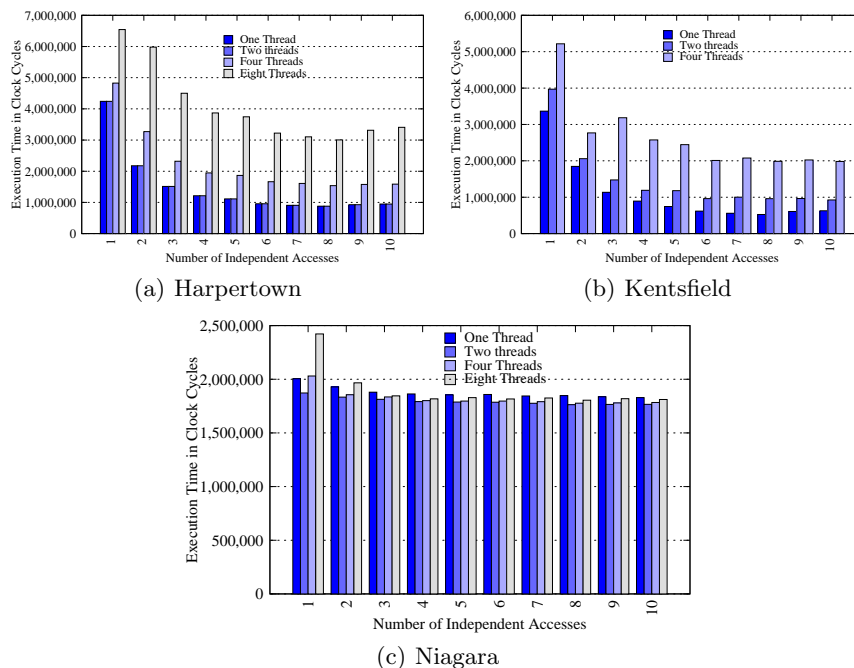 7,000,000
6,000,000
5,000,000
4,000,000
3,000,000
2,000,000
1,000,000
0
Execution Time in Clock Cycles
One Thread
Two threads
Four Threads
Eight Threads
1 2 3 4 5 6 7 8 9 10
Number of Independent Accesses
(a) Harpertown
6,000,000
5,000,000
4,000,000
3,000,000
2,000,000
1,000,000
0
Execution Time in Clock Cycles
One Thread
Two threads
Four Threads
1 2 3 4 5 6 7 8 9 10
Number of Independent Accesses
(b) Kentsfield
2,500,000
2,000,000
1,500,000
1,000,000
500,000
0
Execution Time in Clock Cycles
One Thread
Two threads
Four Threads
Eight Threads
1 2 3 4 5 6 7 8 9 10
Number of Independent Accesses
(c) Niagara